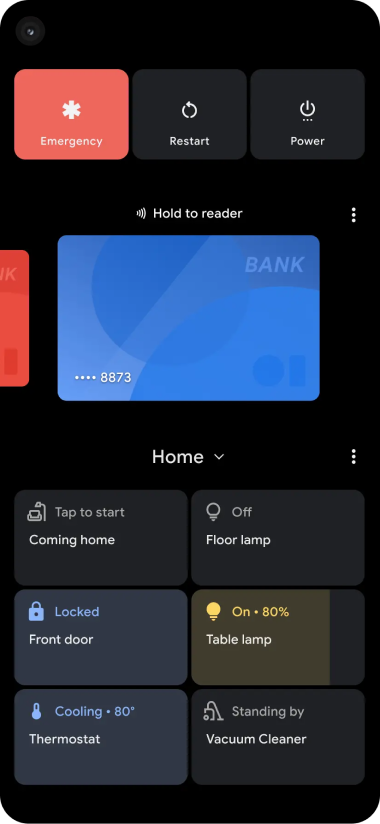 Emergency
Restart
Power
Hold to reader
BANK
•••• 8873
Home
Tap to start
Coming home
Off
Floor lamp
Locked
Front door
On • 80%
Table lamp
Cooling • 80°
Thermostat
Standing by
Vacuum Cleaner